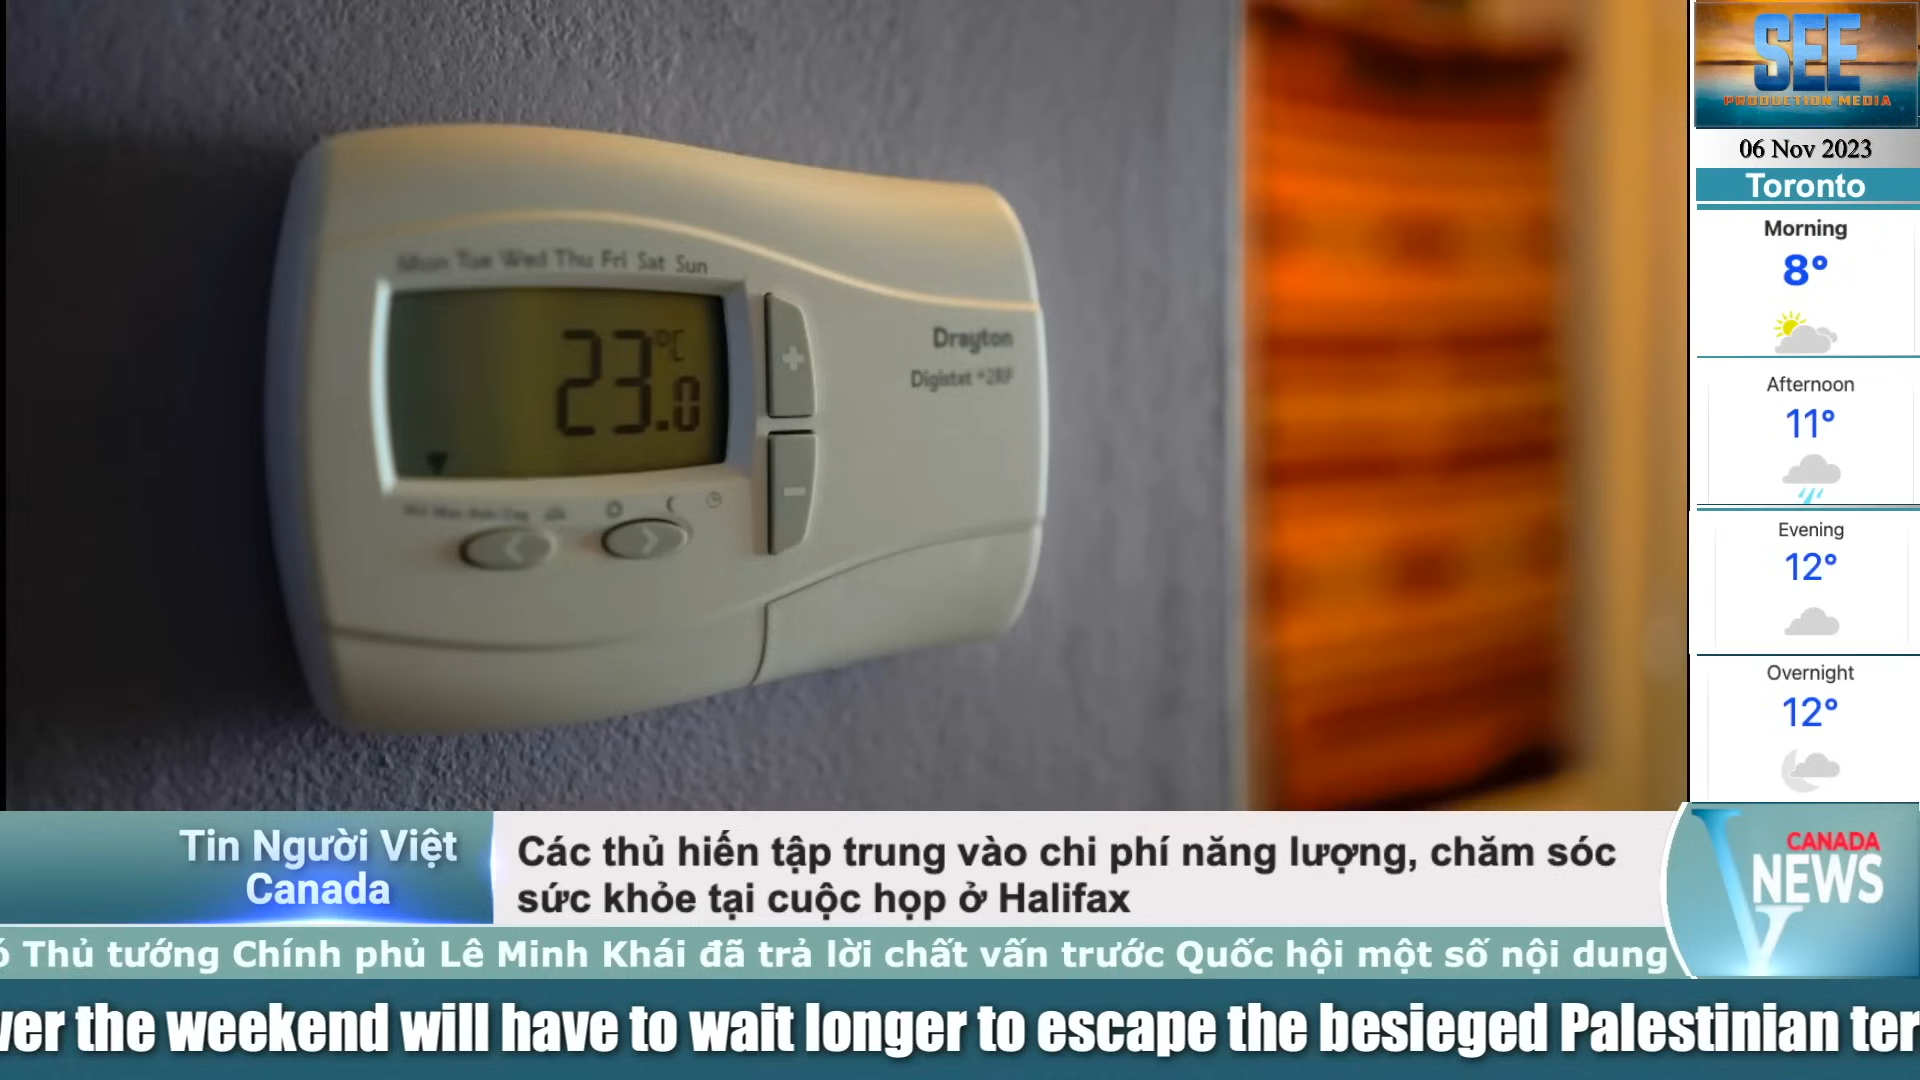 Mon Tue Wed Thu Fri Sat Sun
23.0 °C
Drayton
Digistat +2RF
SEE
PRODUCTION MEDIA
06 Nov 2023
Toronto
Morning
8°
Afternoon
11°
Evening
12°
Overnight
12°
Tin Người Việt
Canada
Các thủ hiến tập trung vào chi phí năng lượng, chăm sóc
sức khỏe tại cuộc họp ở Halifax
CANADA
V NEWS
Thủ tướng Chính phủ Lê Minh Khái đã trả lời chất vấn trước Quốc hội một số nội dung
the weekend will have to wait longer to escape the besieged Palestinian